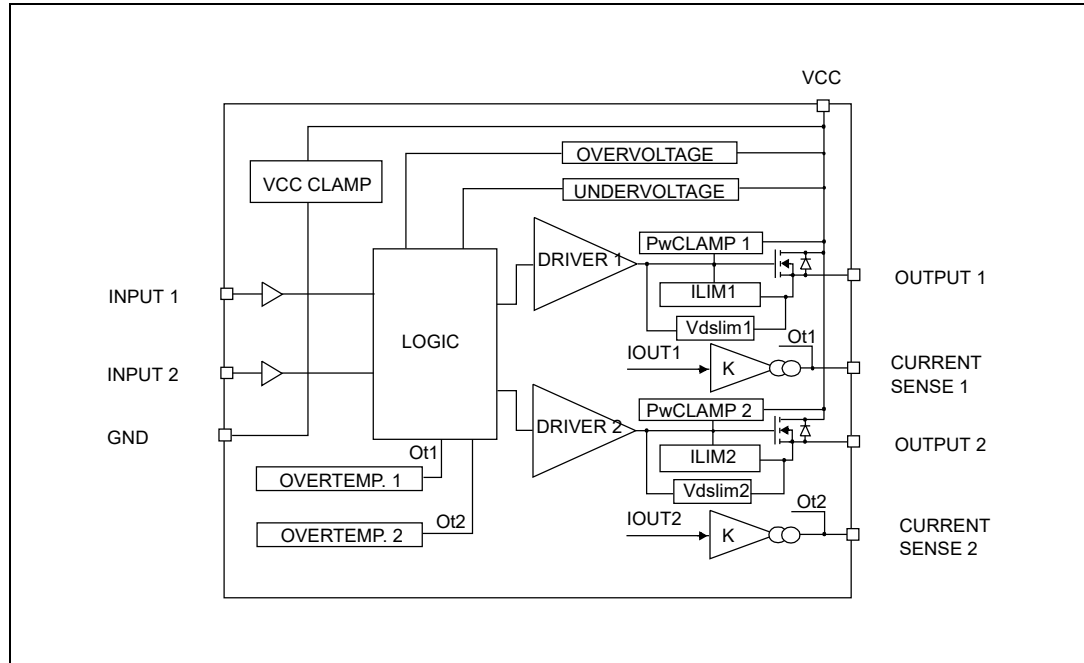 VCC
OVERVOLTAGE
VCC CLAMP
UNDERVOLTAGE
PwCLAMP 1
DRIVER 1
OUTPUT 1
INPUT 1
ILIM1
Vdslim1
LOGIC
Ot1
IOUT1
K
CURRENT
SENSE 1
INPUT 2
PwCLAMP 2
DRIVER 2
GND
OUTPUT 2
Ot1
ILIM2
OVERTEMP. 1
Vdslim2
Ot2
Ot2
IOUT2
OVERTEMP. 2
K
CURRENT
SENSE 2